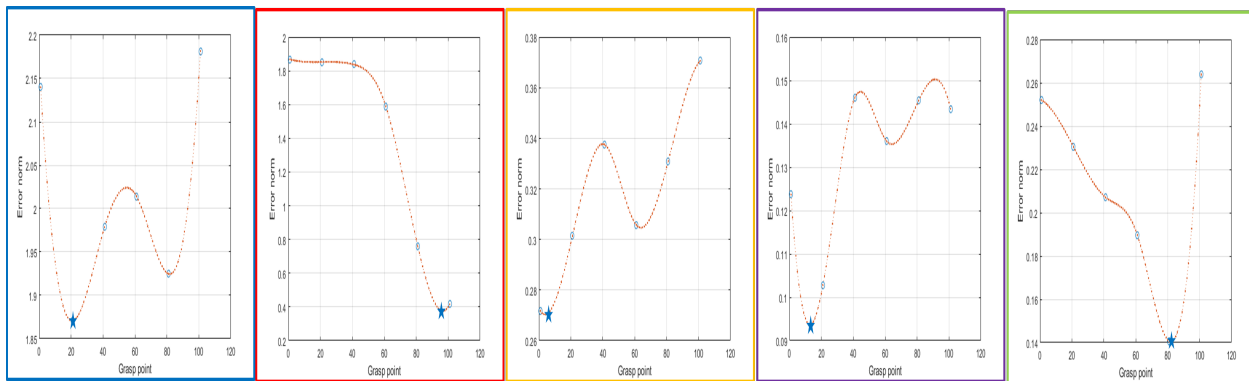 2.2
2.15
2.1
2.05
2
1.95
1.9
1.85
Error norm
0 20 40 60 80 100 120
Grasp point
2
1.8
1.6
1.4
1.2
1
0.8
0.6
0.4
0.2
Error norm
0 20 40 60 80 100 120
Grasp point
0.38
0.36
0.34
0.32
0.3
0.28
0.26
Error norm
0 20 40 60 80 100 120
Grasp point
0.16
0.15
0.14
0.13
0.12
0.11
0.1
0.09
Error norm
0 20 40 60 80 100 120
Grasp point
0.28
0.26
0.24
0.22
0.2
0.18
0.16
0.14
Error norm
0 20 40 60 80 100 120
Grasp point